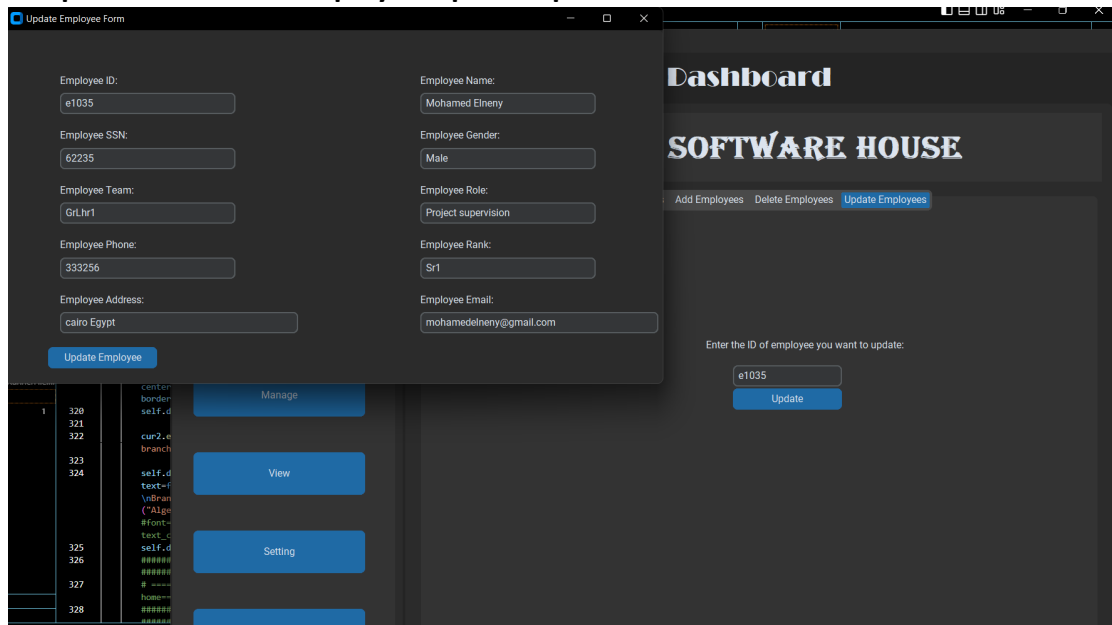 Update Employee Form
Employee ID:
e1035
Employee Name:
Mohamed Elneny
Employee SSN:
62235
Employee Gender:
Male
Employee Team:
GrLhr1
Employee Role:
Project supervision
Employee Phone:
333256
Employee Rank:
Sr1
Employee Address:
cairo Egypt
Employee Email:
mohamedelneny@gmail.com
Update Employee
Dashboard
SOFTWARE HOUSE
Add Employees Delete Employees Update Employees
Enter the ID of employee you want to update:
e1035
Update
Manage
View
Setting
center
border
1 320 self.d
321
322 cur2.e
branch
323
324 self.d
text=f
\nBran
("Alge
#font=
text_c
325 self.d
326 ######
######
327 # ====
home==
328 ######
######